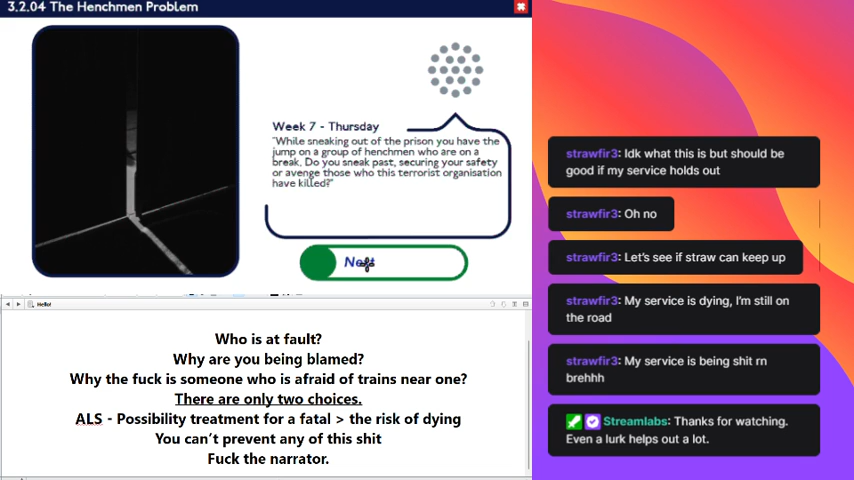 3.2.04 The Henchmen Problem
Week 7 - Thursday
"While sneaking out of the prison you have the
jump on a group of henchmen who are on a
break. Do you sneak past, securing your safety
or avenge those who this terrorist organisation
have killed?"
Next
Hello!
Who is at fault?
Why are you being blamed?
Why the fuck is someone who is afraid of trains near one?
There are only two choices.
ALS - Possibility treatment for a fatal > the risk of dying
You can't prevent any of this shit
Fuck the narrator.
strawfir3: Idk what this is but should be
good if my service holds out
strawfir3: Oh no
strawfir3: Let's see if straw can keep up
strawfir3: My service is dying, I'm still on
the road
strawfir3: My service is being shit rn
brehhh
Streamlabs: Thanks for watching.
Even a lurk helps out a lot.